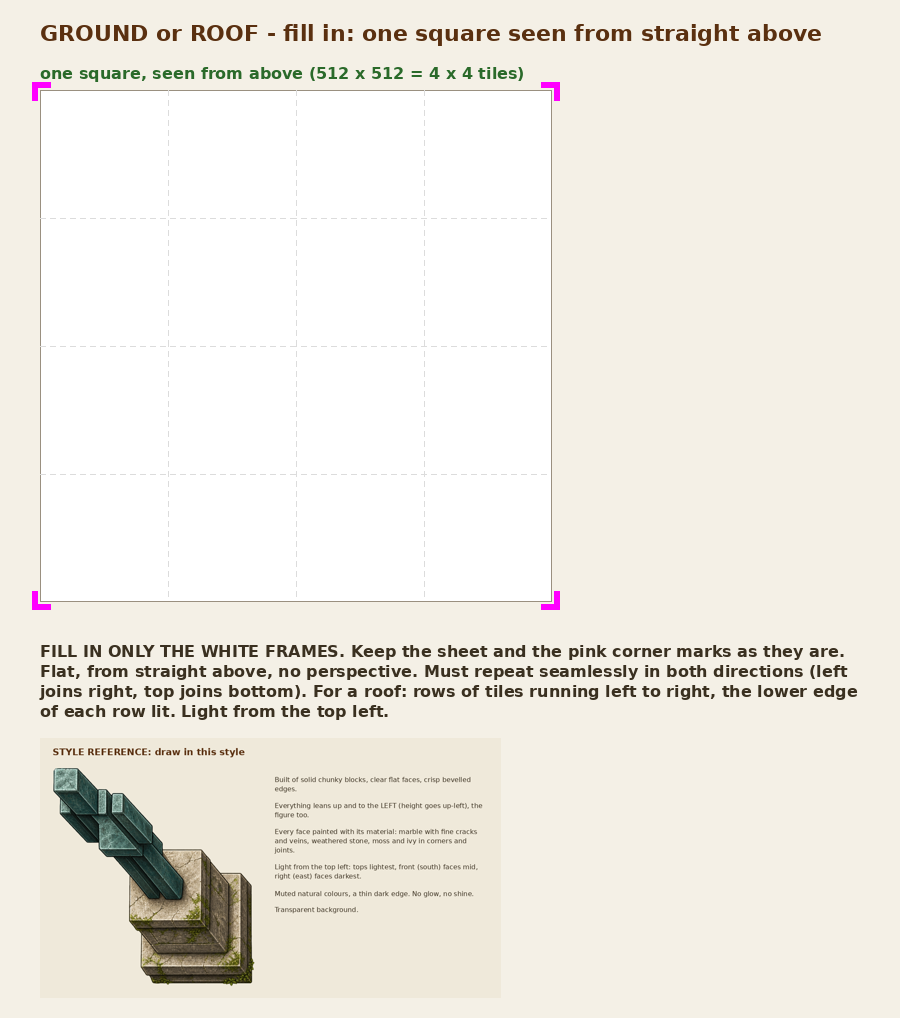 GROUND or ROOF - fill in: one square seen from straight above
one square, seen from above (512 x 512 = 4 x 4 tiles)
FILL IN ONLY THE WHITE FRAMES. Keep the sheet and the pink corner marks as they are.
Flat, from straight above, no perspective. Must repeat seamlessly in both directions (left
joins right, top joins bottom). For a roof: rows of tiles running left to right, the lower edge
of each row lit. Light from the top left.
STYLE REFERENCE: draw in this style
Built of solid chunky blocks, clear flat faces, crisp bevelled
edges.
Everything leans up and to the LEFT (height goes up-left), the
figure too.
Every face painted with its material: marble with fine cracks
and veins, weathered stone, moss and ivy in corners and
joints.
Light from the top left: tops lightest, front (south) faces mid,
right (east) faces darkest.
Muted natural colours, a thin dark edge. No glow, no shine.
Transparent background.